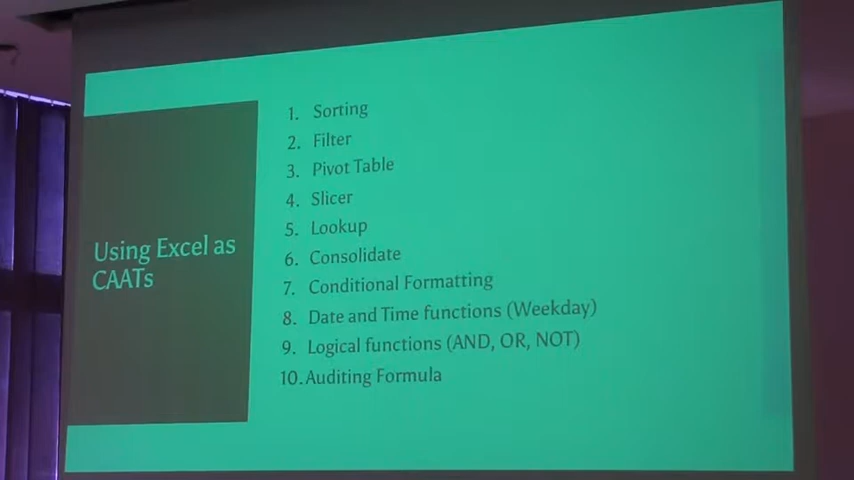 Using Excel as
CAATs
1. Sorting
2. Filter
3. Pivot Table
4. Slicer
5. Lookup
6. Consolidate
7. Conditional Formatting
8. Date and Time functions (Weekday)
9. Logical functions (AND, OR, NOT)
10. Auditing Formula